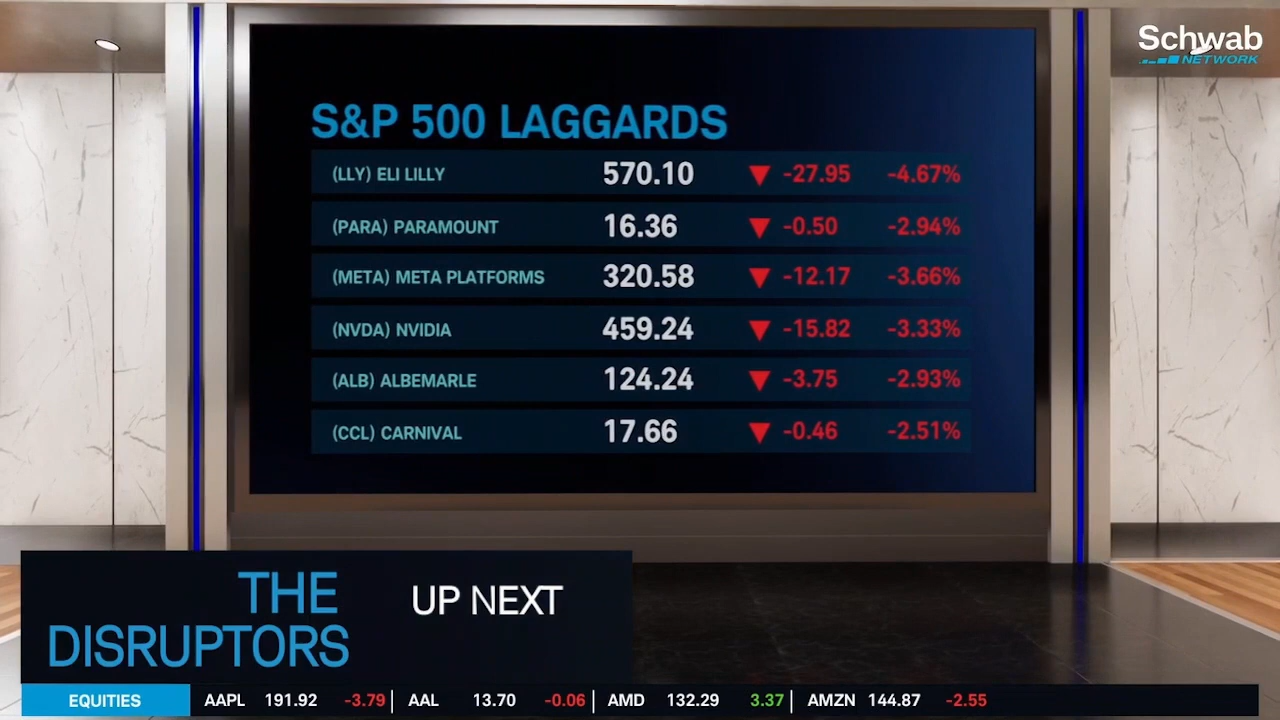 Schwab
NETWORK
S&P 500 LAGGARDS
(LLY) ELI LILLY 570.10 ▼ -27.95 -4.67%
(PARA) PARAMOUNT 16.36 ▼ -0.50 -2.94%
(META) META PLATFORMS 320.58 ▼ -12.17 -3.66%
(NVDA) NVIDIA 459.24 ▼ -15.82 -3.33%
(ALB) ALBEMARLE 124.24 ▼ -3.75 -2.93%
(CCL) CARNIVAL 17.66 ▼ -0.46 -2.51%
THE
DISRUPTORS
UP NEXT
EQUITIES AAPL 191.92 -3.79 | AAL 13.70 -0.06 | AMD 132.29 3.37 | AMZN 144.87 -2.55